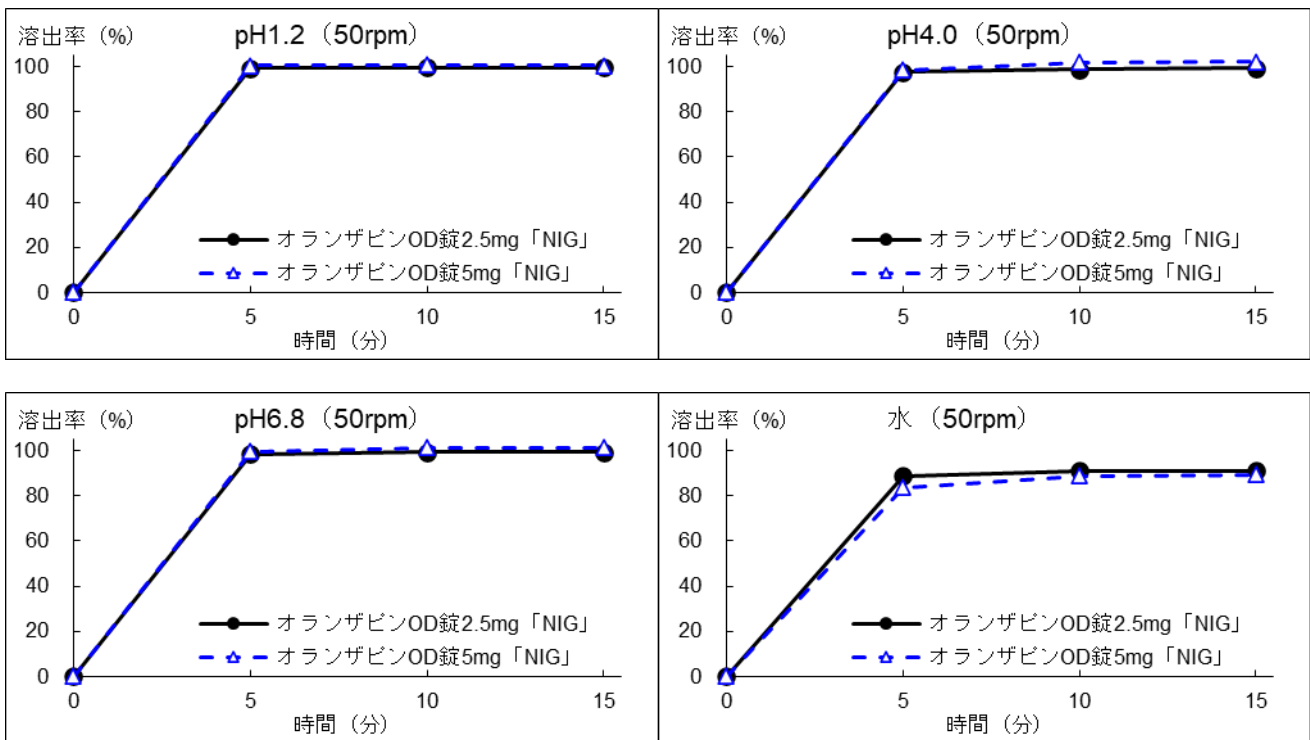 溶出率（%）
pH1.2（50rpm）
100
80
60
40
20
0
オランザピンOD錠2.5mg「NIG」
オランザピンOD錠5mg「NIG」
0 5 10 15
時間（分）
溶出率（%）
pH4.0（50rpm）
100
80
60
40
20
0
オランザピンOD錠2.5mg「NIG」
オランザピンOD錠5mg「NIG」
0 5 10 15
時間（分）
溶出率（%）
pH6.8（50rpm）
100
80
60
40
20
0
オランザピンOD錠2.5mg「NIG」
オランザピンOD錠5mg「NIG」
0 5 10 15
時間（分）
溶出率（%）
水（50rpm）
100
80
60
40
20
0
オランザピンOD錠2.5mg「NIG」
オランザピンOD錠5mg「NIG」
0 5 10 15
時間（分）